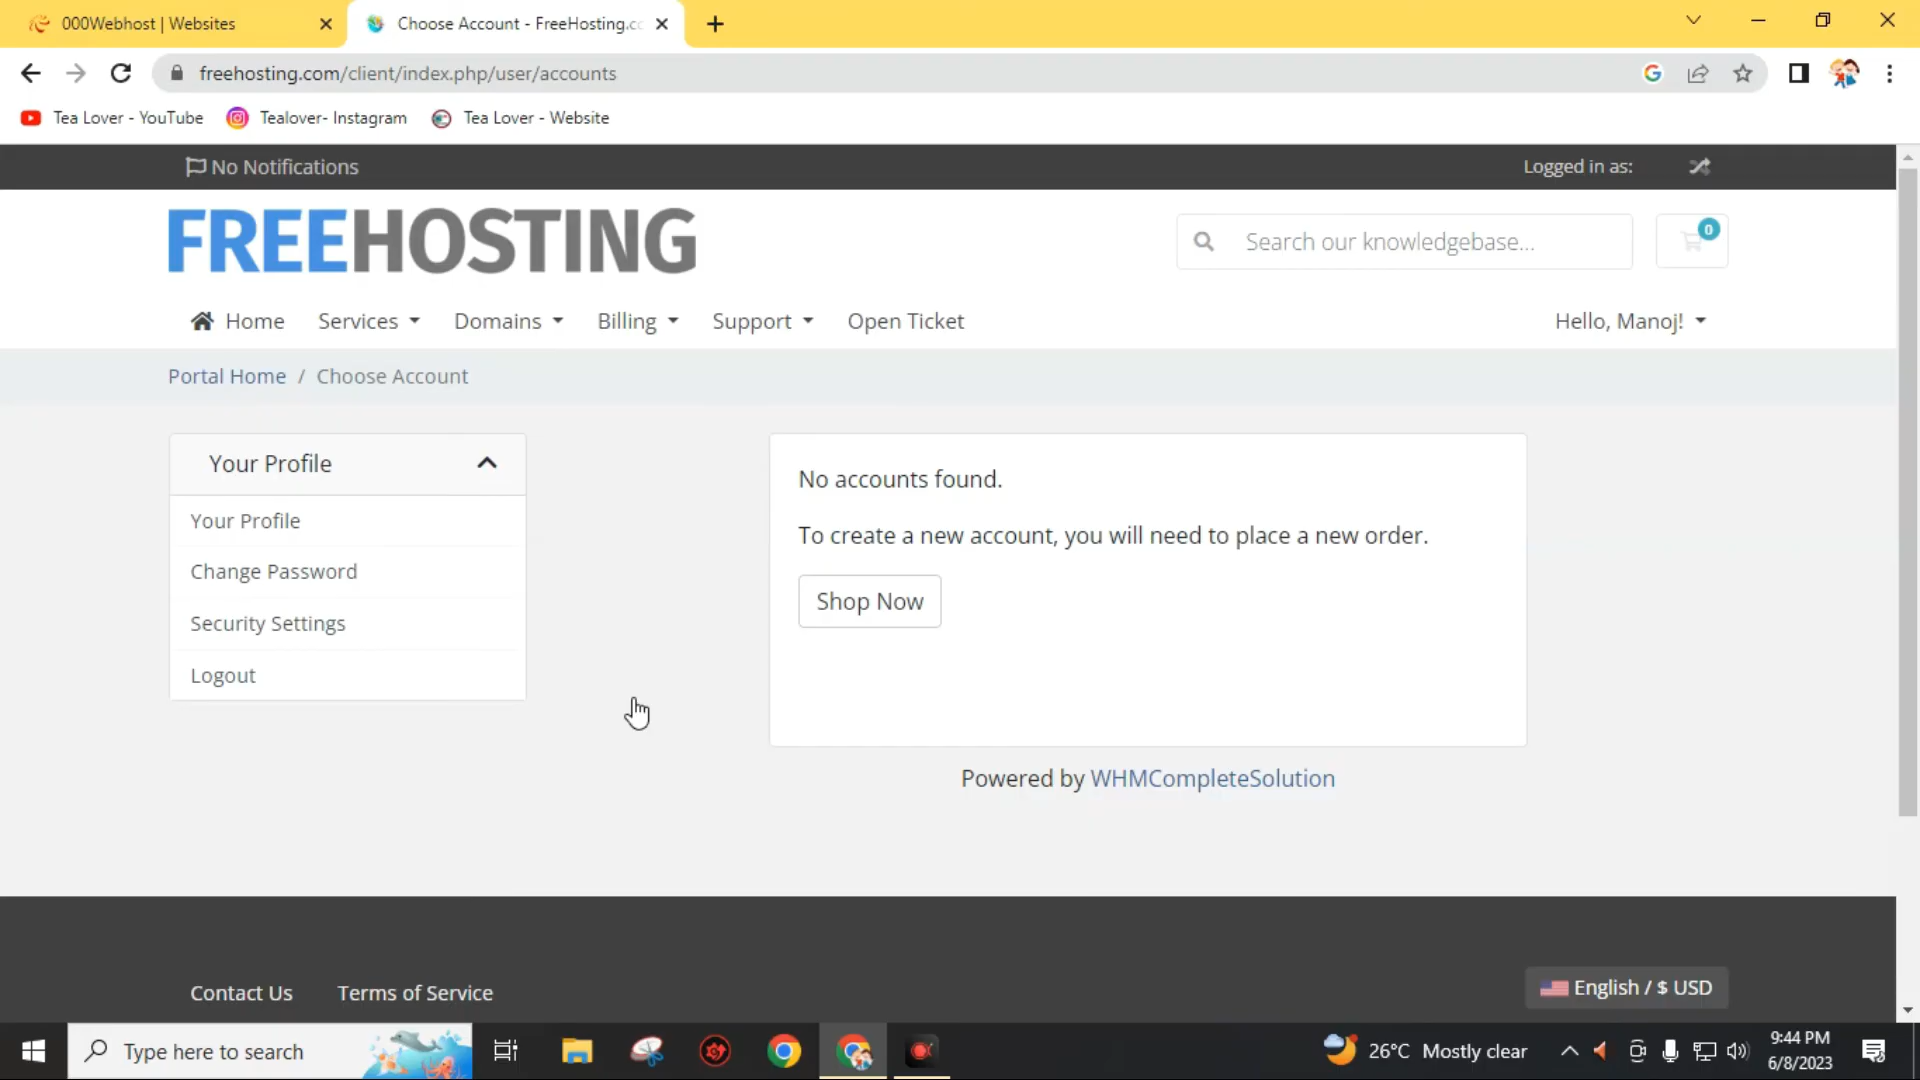 000Webhost | Websites
Choose Account - FreeHosting.co
freehosting.com/client/index.php/user/accounts
Tea Lover - YouTube
Tealover- Instagram
Tea Lover - Website
No Notifications
Logged in as:
FREEHOSTING
Search our knowledgebase...
0
Home
Services
Domains
Billing
Support
Open Ticket
Hello, Manoj!
Portal Home / Choose Account
Your Profile
Your Profile
Change Password
Security Settings
Logout
No accounts found.
To create a new account, you will need to place a new order.
Shop Now
Powered by WHMCompleteSolution
Contact Us
Terms of Service
English / $ USD
Type here to search
26°C Mostly clear
9:44 PM
6/8/2023